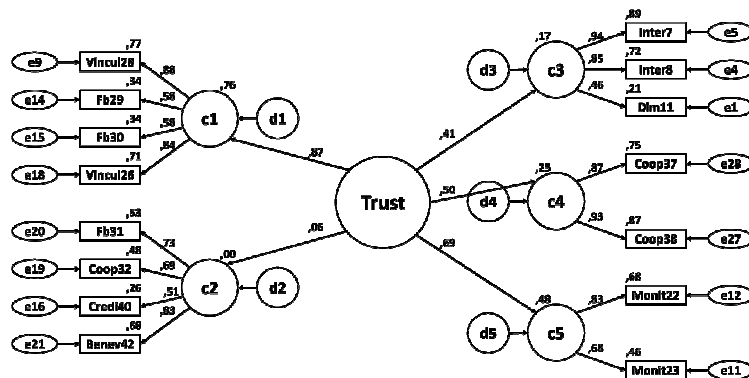 ,77
e9 Vincul28
,88
,34
e14 Fb29
,58
,76
c1 d1
,34
e15 Fb30
,58
,71
e18 Vincul26
,84
,87
,53
e20 Fb31
,73
,06
,48
e19 Coop32
,69
,00
c2 d2
,26
e16 Credi40
,51
,68
e21 Benev42
,83
Trust
,89
Inter7 e5
,94
,17
d3 c3
,72
Inter8 e4
,85
,21
Dim11 e1
,46
,41
,75
Coop37 e28
,87
,25
,50
d4 c4
,87
Coop38 e27
,93
,69
,68
Monit22 e12
,83
,48
d5 c5
,46
Monit23 e11
,68